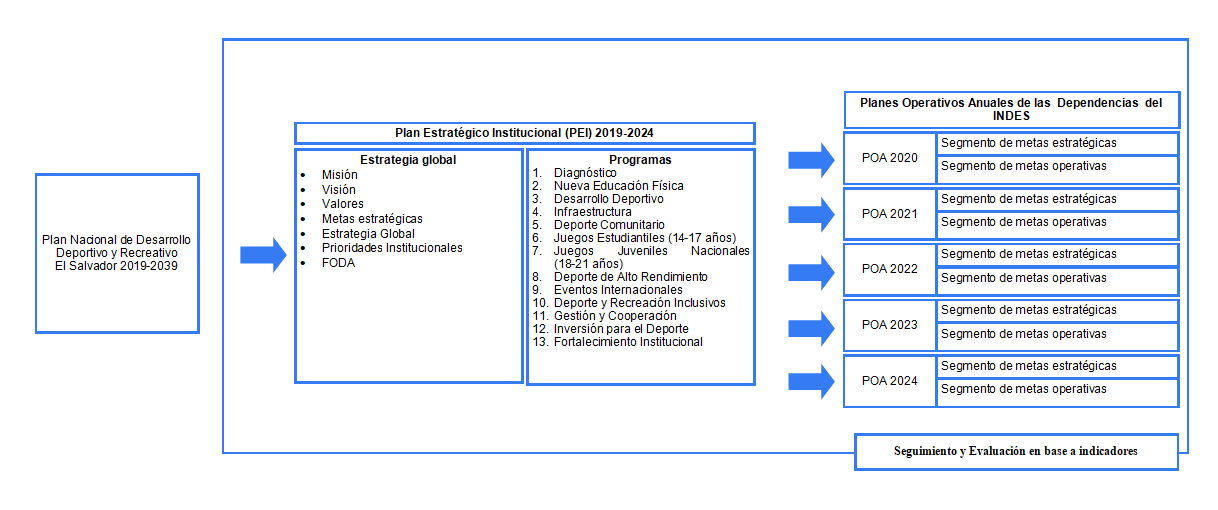 Plan Nacional de Desarrollo
Deportivo y Recreativo
El Salvador 2019-2039
Plan Estratégico Institucional (PEI) 2019-2024
Estrategia global
• Misión
• Visión
• Valores
• Metas estratégicas
• Estrategia Global
• Prioridades Institucionales
• FODA
Programas
1. Diagnóstico
2. Nueva Educación Física
3. Desarrollo Deportivo
4. Infraestructura
5. Deporte Comunitario
6. Juegos Estudiantiles (14-17 años)
7. Juegos Juveniles Nacionales
(18-21 años)
8. Deporte de Alto Rendimiento
9. Eventos Internacionales
10. Deporte y Recreación Inclusivos
11. Gestión y Cooperación
12. Inversión para el Deporte
13. Fortalecimiento Institucional
Planes Operativos Anuales de las Dependencias del
INDES
POA 2020
Segmento de metas estratégicas
Segmento de metas operativas
POA 2021
Segmento de metas estratégicas
Segmento de metas operativas
POA 2022
Segmento de metas estratégicas
Segmento de metas operativas
POA 2023
Segmento de metas estratégicas
Segmento de metas operativas
POA 2024
Segmento de metas estratégicas
Segmento de metas operativas
Seguimiento y Evaluación en base a indicadores